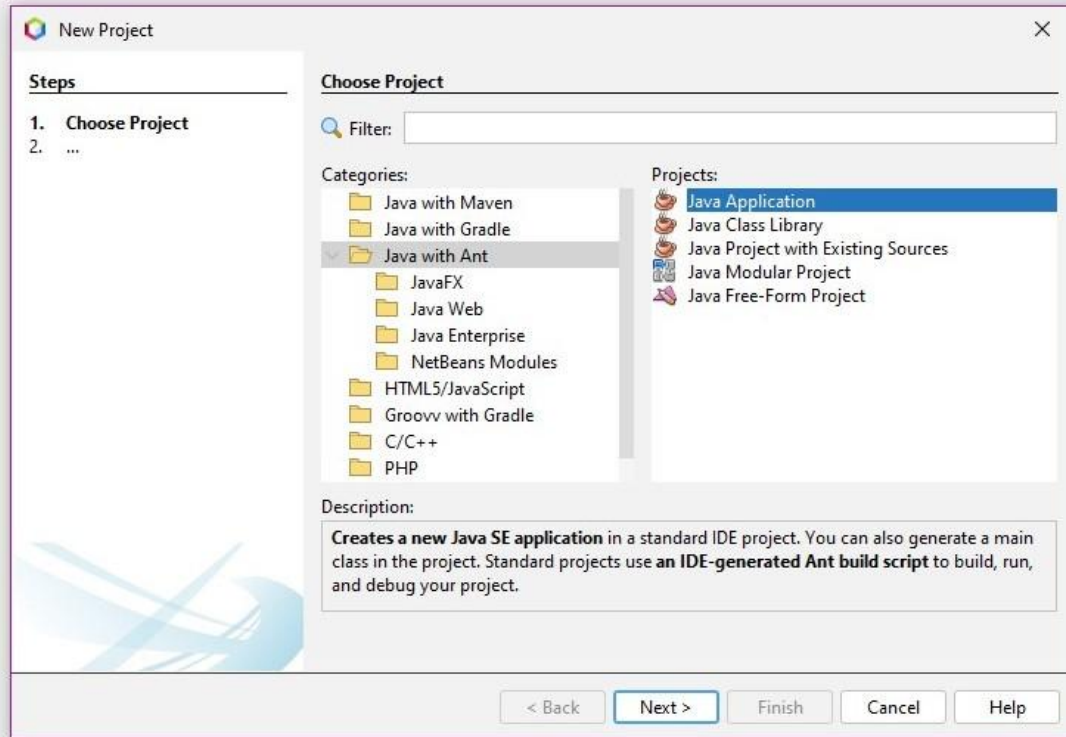 New Project
Steps
1. Choose Project
2. ...
Choose Project
Filter:
Categories:
Java with Maven
Java with Gradle
Java with Ant
JavaFX
Java Web
Java Enterprise
NetBeans Modules
HTML5/JavaScript
Groovy with Gradle
C/C++
PHP
Projects:
Java Application
Java Class Library
Java Project with Existing Sources
Java Modular Project
Java Free-Form Project
Description:
Creates a new Java SE application in a standard IDE project. You can also generate a main
class in the project. Standard projects use an IDE-generated Ant build script to build, run,
and debug your project.
< Back
Next >
Finish
Cancel
Help